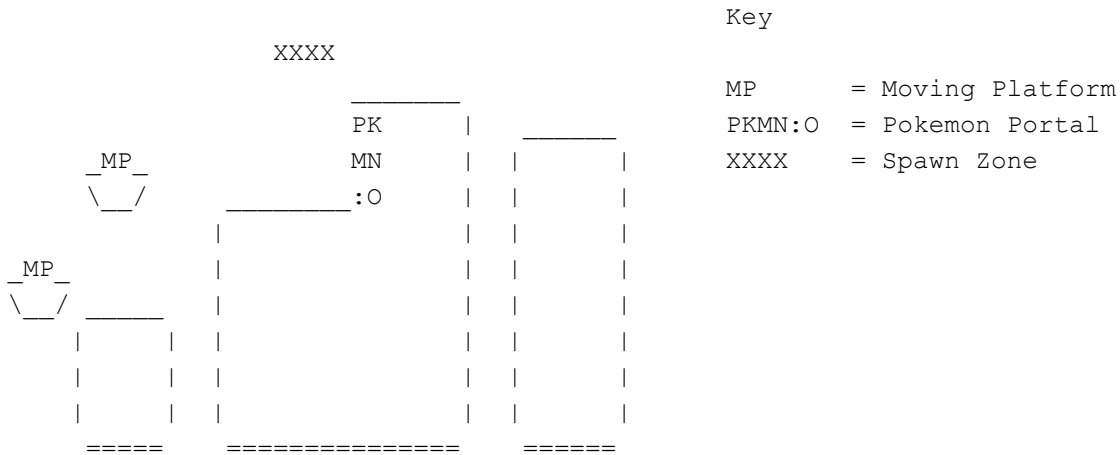 Key
XXXX
MP = Moving Platform
PK PKMN:O = Pokemon Portal
_MP_ MN XXXX = Spawn Zone
:O
_MP_